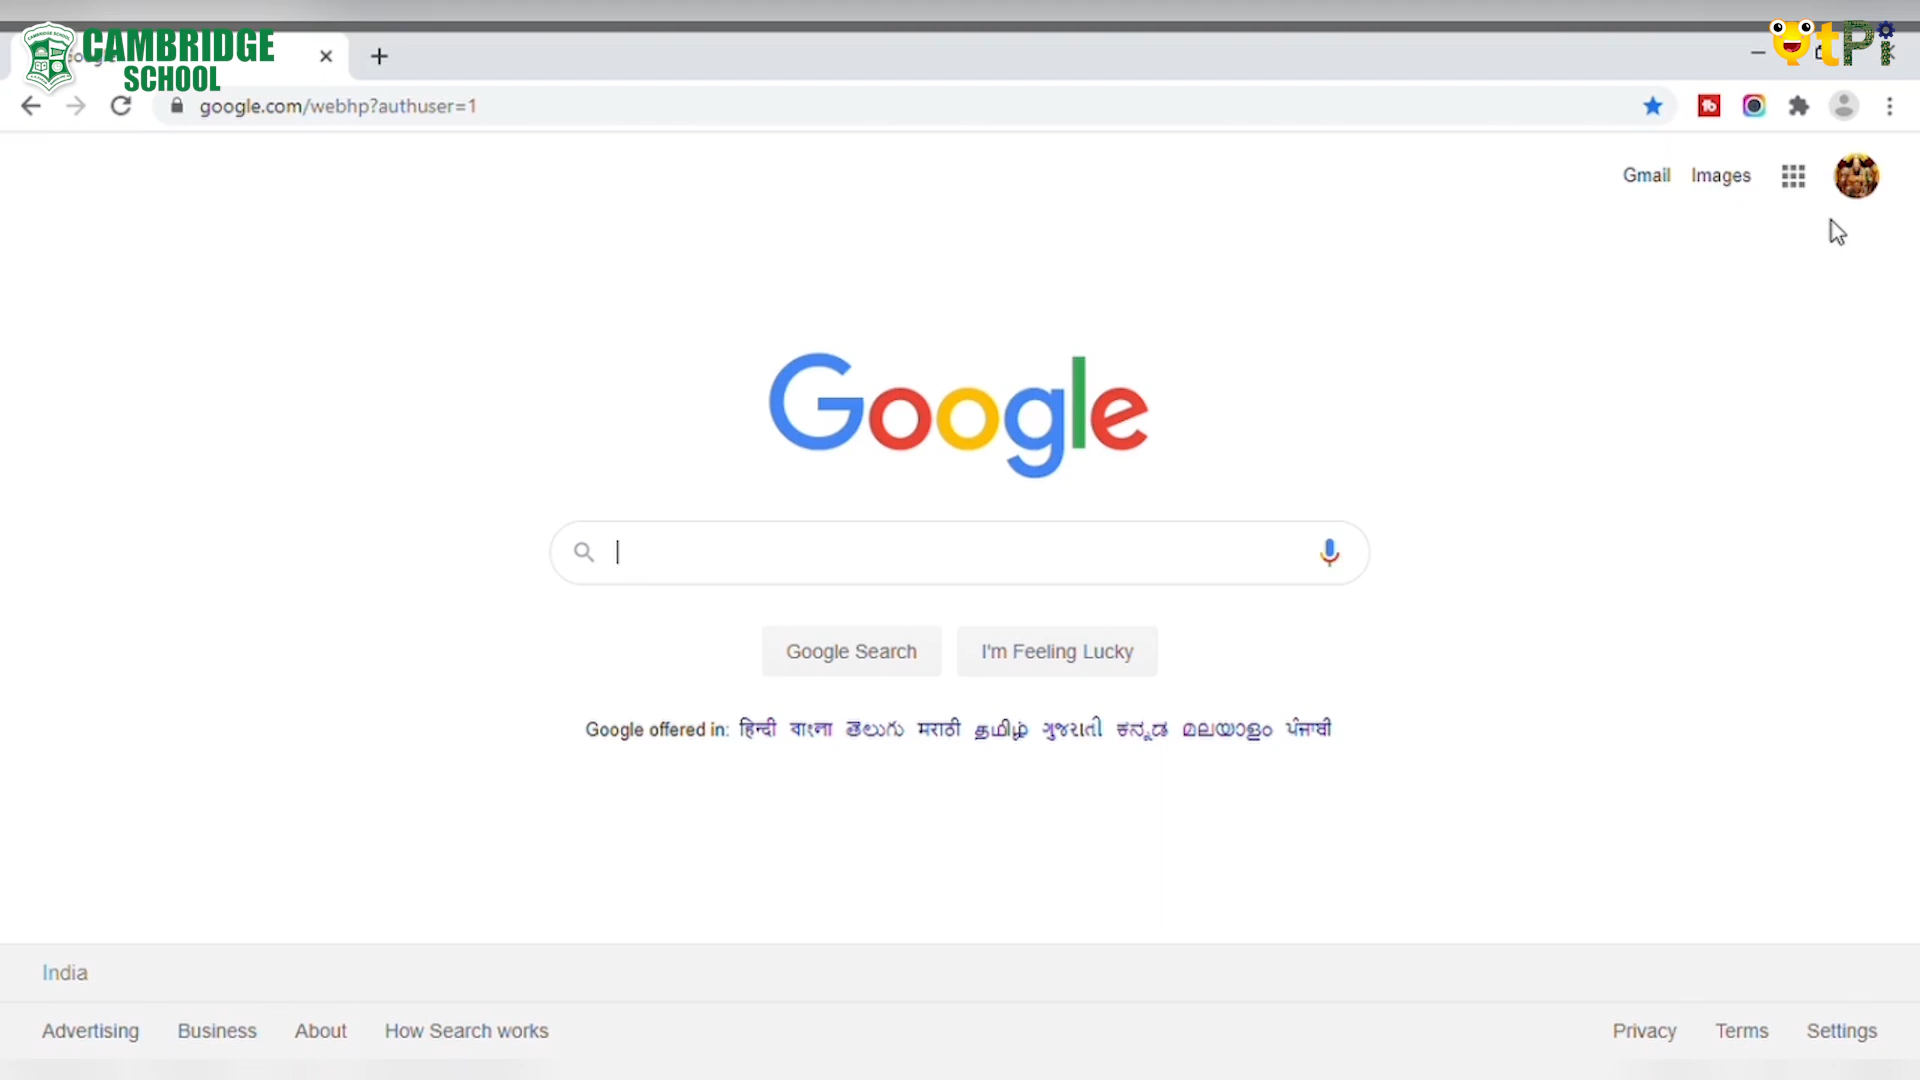 CAMBRIDGE
SCHOOL
tPi
google.com/webhp?authuser=1
Gmail Images
Google
Google Search I'm Feeling Lucky
Google offered in: हिन्दी বাংলা తెలుగు मराठी தமிழ் ગુજરાતી ಕನ್ನಡ മലയാളം ਪੰਜਾਬੀ
India
Advertising Business About How Search works Privacy Terms Settings